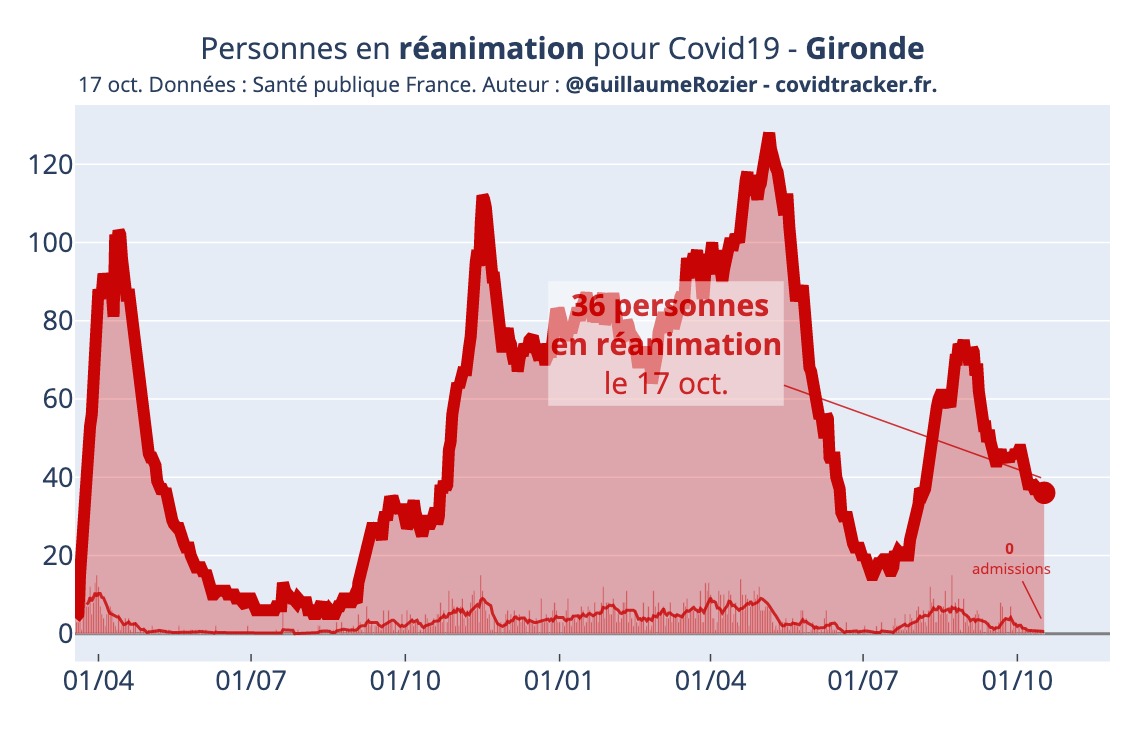 Personnes en réanimation pour Covid19 - Gironde
17 oct. Données : Santé publique France. Auteur : @GuillaumeRozier - covidtracker.fr.
120
100
80
60
40
20
0
36 personnes
en réanimation
le 17 oct.
0
admissions
01/04
01/07
01/10
01/01
01/04
01/07
01/10